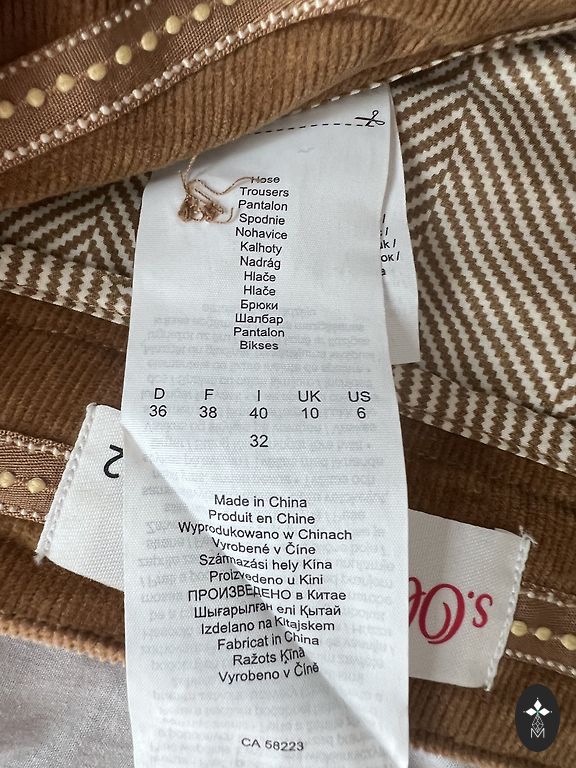 Hose
Trousers
Pantalon
Spodnie
Nohavice
Kalhoty
Nadrág
Hlače
Hlače
Брюки
Шалбар
Pantalon
Bikses
D F I UK US
36 38 40 10 6
32
Made in China
Produit en Chine
Wyprodukowano w Chinach
Vyrobené v Číne
Származási hely Kína
Proizvedeno u Kini
ПРОИЗВЕДЕНО в Китае
Шығарылған елі Қытай
Izdelano na Kitajskem
Fabricat in China
Ražots Ķīnā
Vyrobeno v Číně
CA 58223
2
s.O
M